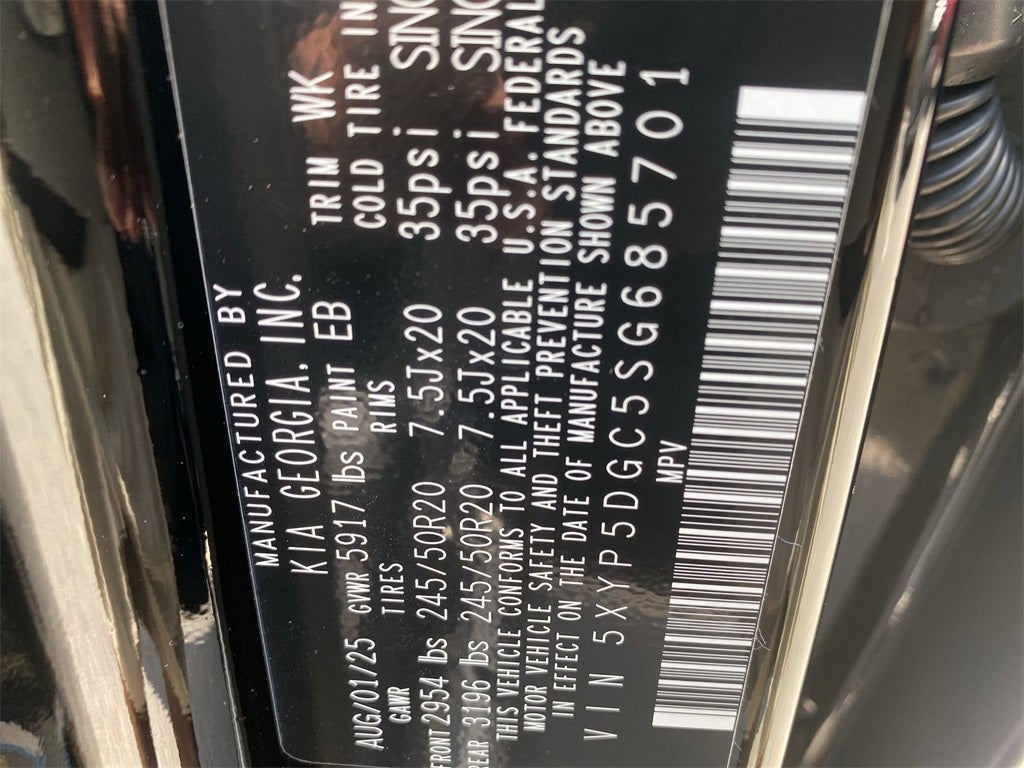 MANUFACTURED BY
KIA GEORGIA, INC.
AUG/01/25 GVWR 5917 lbs PAINT EB TRIM WK
GAWR TIRES RIMS COLD TIRE IN
FRONT 2954 lbs 245/50R20 7.5Jx20 35psi SING
REAR 3196 lbs 245/50R20 7.5Jx20 35psi SING
THIS VEHICLE CONFORMS TO ALL APPLICABLE U.S.A. FEDERAL
MOTOR VEHICLE SAFETY AND THEFT PREVENTION STANDARDS
IN EFFECT ON THE DATE OF MANUFACTURE SHOWN ABOVE
VIN 5XYP5DGC5SG685701
MPV